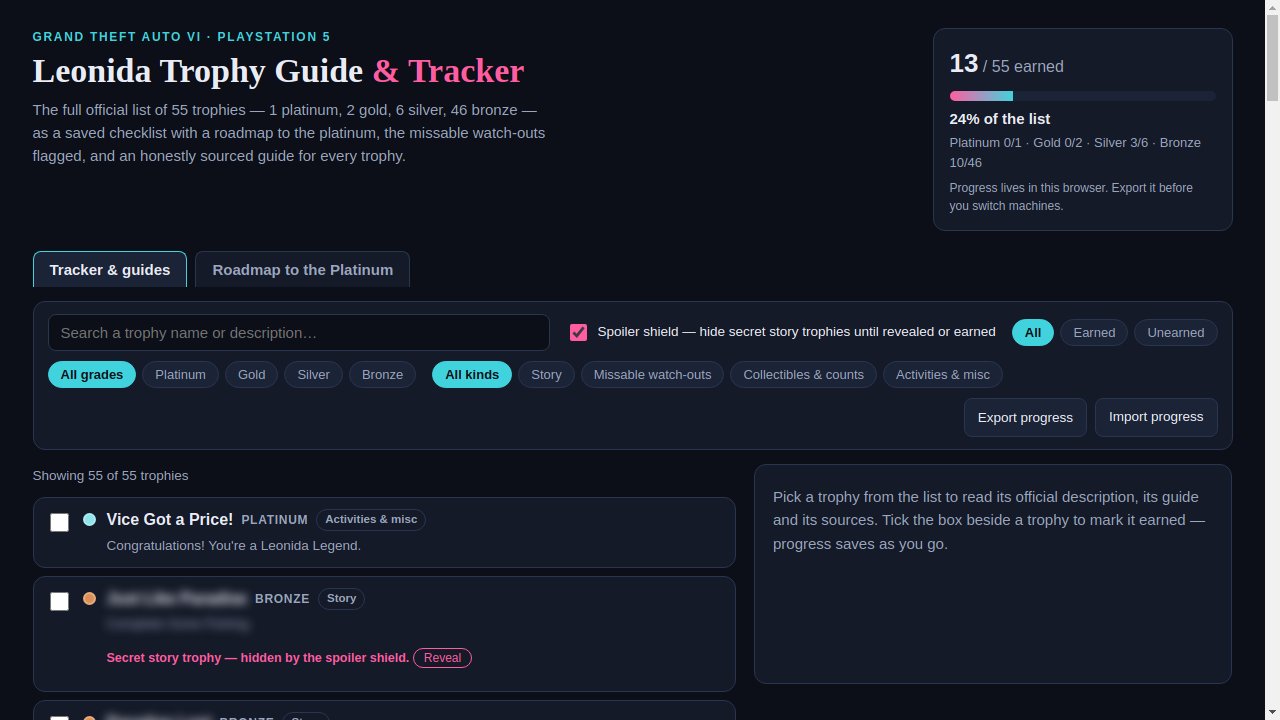 GRAND THEFT AUTO VI · PLAYSTATION 5
Leonida Trophy Guide & Tracker
The full official list of 55 trophies — 1 platinum, 2 gold, 6 silver, 46 bronze —
as a saved checklist with a roadmap to the platinum, the missable watch-outs
flagged, and an honestly sourced guide for every trophy.
13 / 55 earned
24% of the list
Platinum 0/1 · Gold 0/2 · Silver 3/6 · Bronze
10/46
Progress lives in this browser. Export it before
you switch machines.
Tracker & guides
Roadmap to the Platinum
Search a trophy name or description…
Spoiler shield — hide secret story trophies until revealed or earned
All
Earned
Unearned
All grades
Platinum
Gold
Silver
Bronze
All kinds
Story
Missable watch-outs
Collectibles & counts
Activities & misc
Export progress
Import progress
Showing 55 of 55 trophies
Vice Got a Price! PLATINUM Activities & misc
Congratulations! You're a Leonida Legend.
BRONZE Story
Secret story trophy — hidden by the spoiler shield. Reveal
BRONZE Story
Pick a trophy from the list to read its official description, its guide
and its sources. Tick the box beside a trophy to mark it earned —
progress saves as you go.